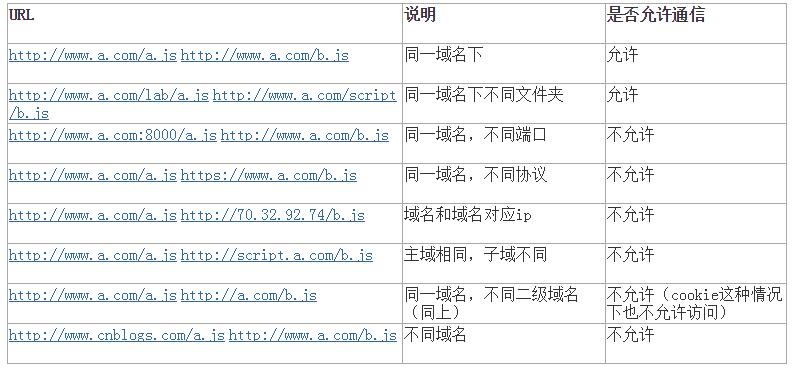 URL 说明 是否允许通信
http://www.a.com/a.js http://www.a.com/b.js 同一域名下 允许
http://www.a.com/lab/a.js http://www.a.com/script 同一域名下不同文件夹 允许
/b.js
http://www.a.com:8000/a.js http://www.a.com/b.js 同一域名，不同端口 不允许
http://www.a.com/a.js https://www.a.com/b.js 同一域名，不同协议 不允许
http://www.a.com/a.js http://70.32.92.74/b.js 域名和域名对应ip 不允许
http://www.a.com/a.js http://script.a.com/b.js 主域相同，子域不同 不允许
http://www.a.com/a.js http://a.com/b.js 同一域名，不同二级域名 不允许（cookie这种情况
（同上） 下也不允许访问）
http://www.cnblogs.com/a.js http://www.a.com/b.js 不同域名 不允许